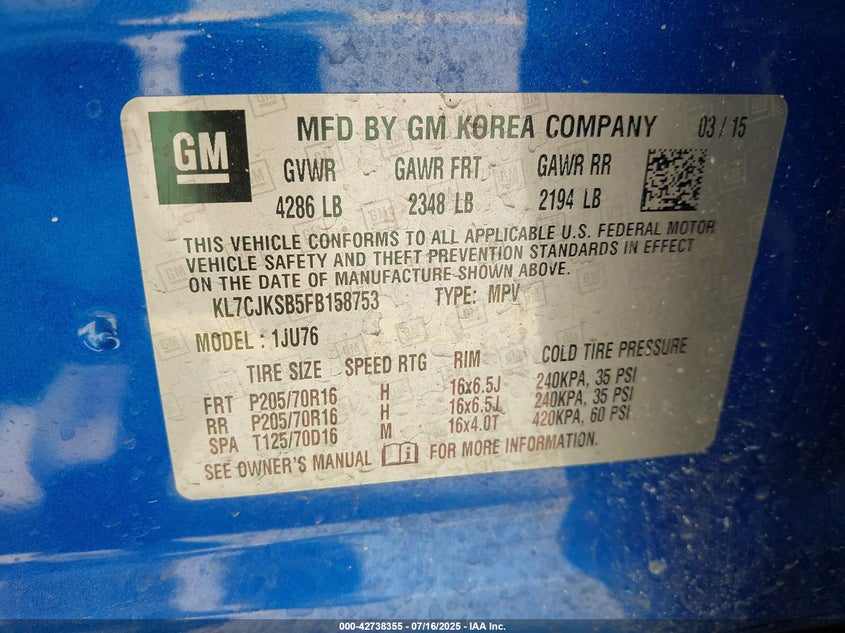 GM
MFD BY GM KOREA COMPANY 03/15
GVWR GAWR FRT GAWR RR
4286 LB 2348 LB 2194 LB
THIS VEHICLE CONFORMS TO ALL APPLICABLE U.S. FEDERAL MOTOR
VEHICLE SAFETY AND THEFT PREVENTION STANDARDS IN EFFECT
ON THE DATE OF MANUFACTURE SHOWN ABOVE.
KL7CJKSB5FB158753 TYPE: MPV
MODEL: 1JU76
TIRE SIZE SPEED RTG RIM COLD TIRE PRESSURE
FRT P205/70R16 H 16x6.5J 240KPA, 35 PSI
RR P205/70R16 H 16x6.5J 240KPA, 35 PSI
SPA T125/70D16 M 16x4.0T 420KPA, 60 PSI
SEE OWNER'S MANUAL FOR MORE INFORMATION.
000-42738355 - 07/16/2025 - IAA Inc.